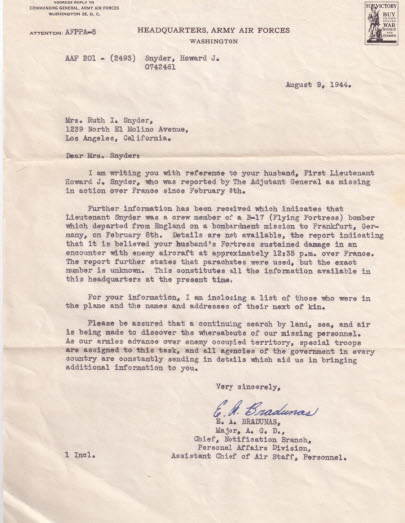 ADDRESS REPLY TO
COMMANDING GENERAL, ARMY AIR FORCES
WASHINGTON 25, D. C.
ATTENTION: AFPPA-8
HEADQUARTERS, ARMY AIR FORCES
WASHINGTON
VICTORY
BUY
WAR
AAF 201 - (2493) Snyder, Howard J.
0742461
August 9, 1944.
Mrs. Ruth I. Snyder,
1239 North El Molino Avenue,
Los Angeles, California.
Dear Mrs. Snyder:
I am writing you with reference to your husband, First Lieutenant
Howard J. Snyder, who was reported by The Adjutant General as missing
in action over France since February 8th.
Further information has been received which indicates that
Lieutenant Snyder was a crew member of a B-17 (Flying Fortress) bomber
which departed from England on a bombardment mission to Frankfurt, Ger-
many, on February 8th. Details are not available, the report indicating
that it is believed your husband's Fortress sustained damage in an
encounter with enemy aircraft at approximately 12:35 p.m. over France.
The report further states that parachutes were used, but the exact
number is unknown. This constitutes all the information available in
this headquarters at the present time.
For your information, I am inclosing a list of those who were in
the plane and the names and addresses of their next of kin.
Please be assured that a continuing search by land, sea, and air
is being made to discover the whereabouts of our missing personnel.
As our armies advance over enemy occupied territory, special troops
are assigned to this task, and all agencies of the government in every
country are constantly sending in details which aid us in bringing
additional information to you.
Very sincerely,
E. A. Bradunas
E. A. BRADUNAS,
Major, A. G. D.,
Chief, Notification Branch,
Personal Affairs Division,
1 Incl. Assistant Chief of Air Staff, Personnel.